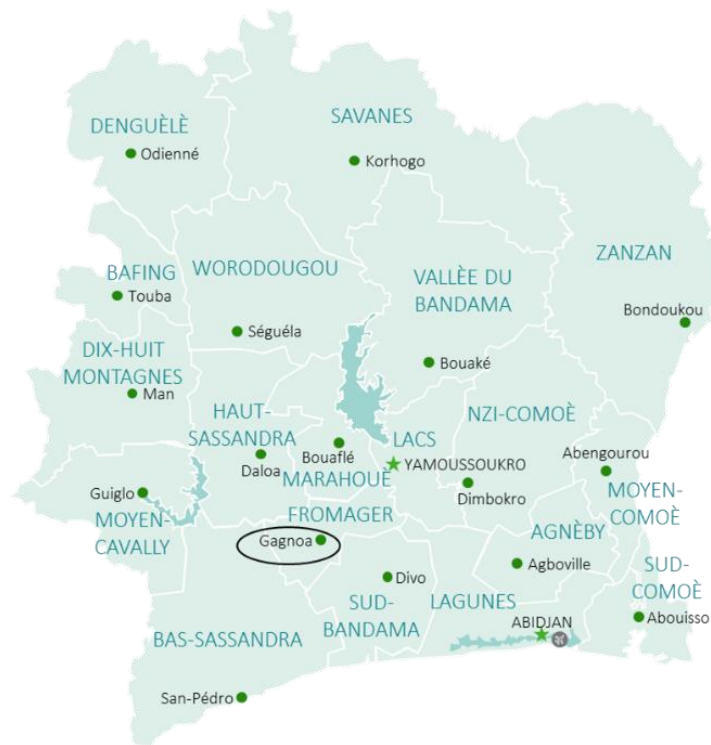 DENGUÈLÈ
Odienné
SAVANES
Korhogo
BAFING
Touba
WORODOUGOU
Séguéla
VALLÈE DU
BANDAMA
Bouaké
ZANZAN
Bondoukou
DIX-HUIT
MONTAGNES
Man
HAUT-
SASSANDRA
Daloa
Bouaflé
MARAHOUÈ
LACS
YAMOUSSOUKRO
NZI-COMOÈ
Dimbokro
Abengourou
MOYEN-
COMOÈ
Guiglo
MOYEN-
CAVALLY
FROMAGER
Gagnoa
AGNÈBY
Agboville
Divo
SUD-
BANDAMA
LAGUNES
ABIDJAN
SUD-
COMOÈ
Abouisso
BAS-SASSANDRA
San-Pédro